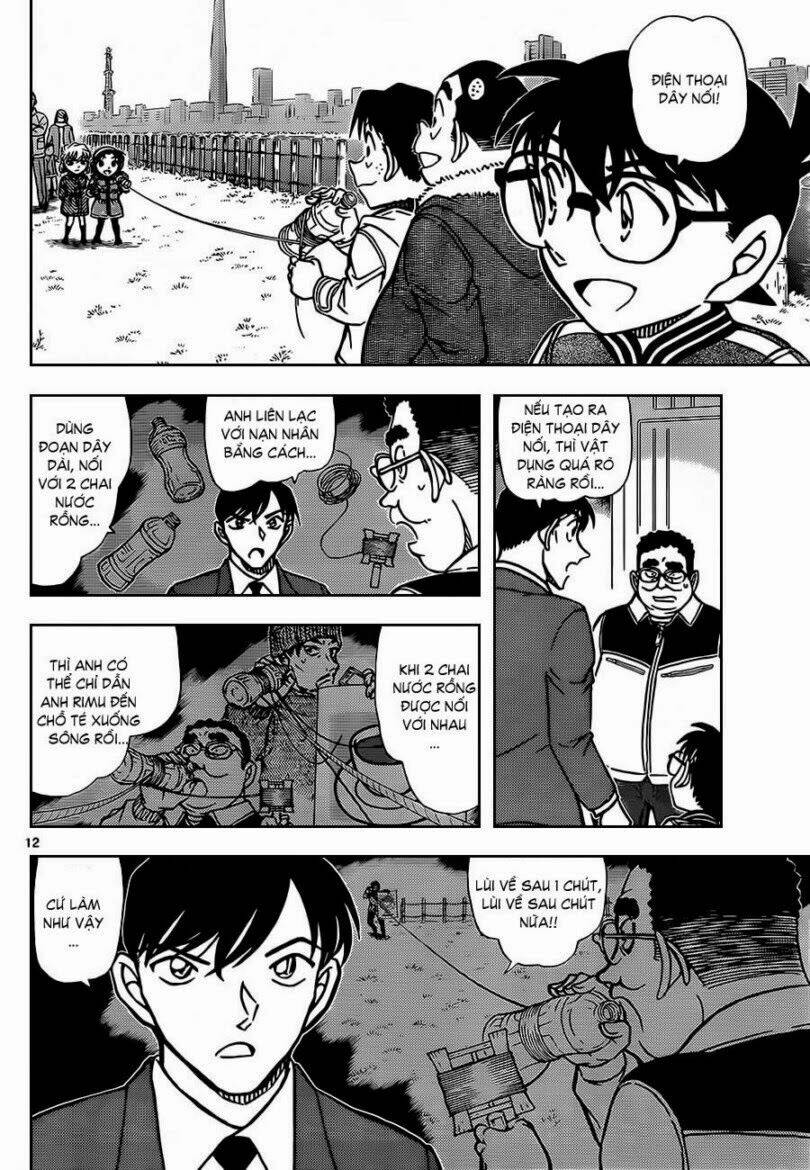 ĐIỆN THOẠI
DÂY NỐI!
NẾU TẠO RA
ĐIỆN THOẠI DÂY
NỐI, THÌ VẬT
DỤNG QUÁ RÕ
RÀNG RỒI...
ANH LIÊN LẠC
VỚI NẠN NHÂN
BẰNG CÁCH...
DÙNG
ĐOẠN DÂY
DÀI, NỐI
VỚI 2 CHAI
NƯỚC
RỒNG...
KHI 2 CHAI
NƯỚC RỒNG
ĐƯỢC NỐI
VỚI NHAU
...
THÌ ANH CÓ
THỂ CHỈ DẪN
ANH RIMU ĐẾN
CHỖ TÉ XUỐNG
SÔNG RỒI...
12
LÙI VỀ SAU 1 CHÚT,
LÙI VỀ SAU CHÚT
NỮA!!
CỨ LÀM
NHƯ VẬY
...